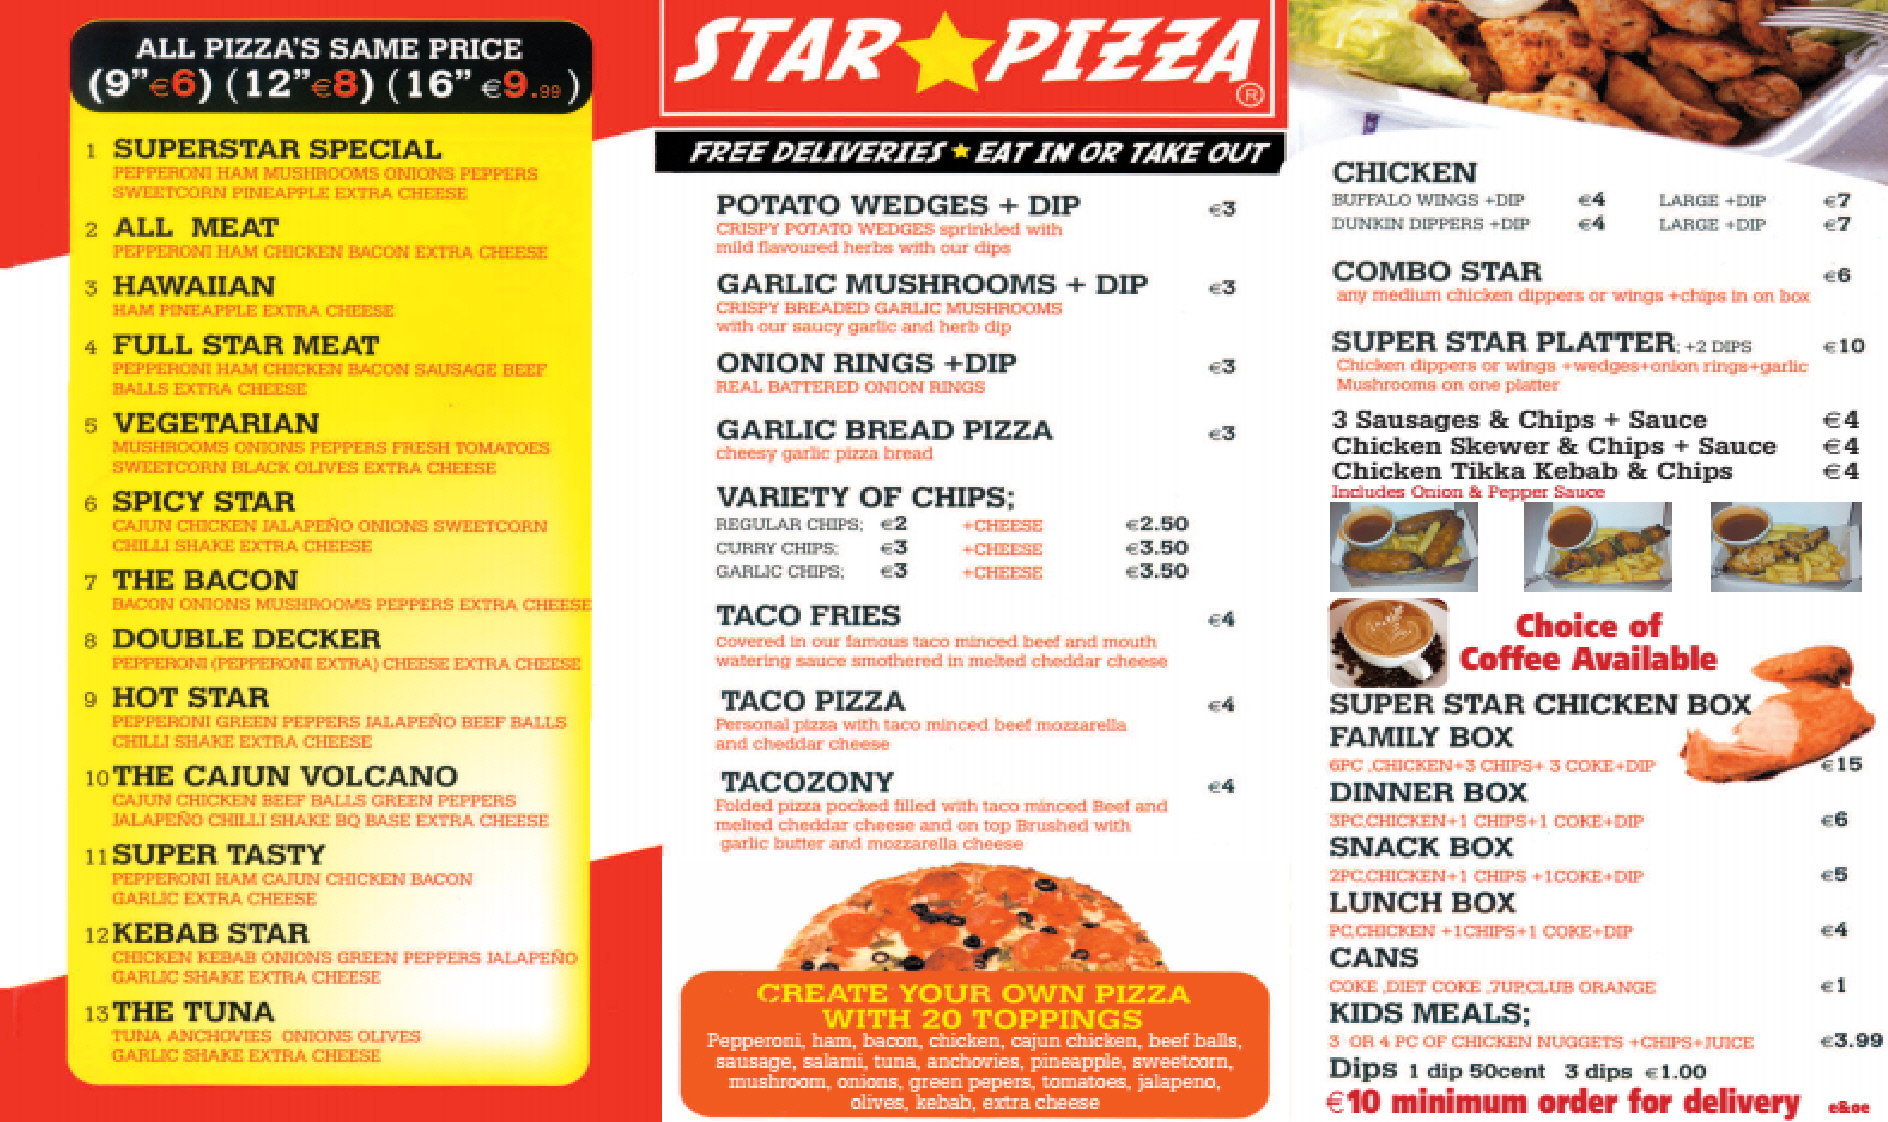 ALL PIZZA'S SAME PRICE
(9"€6) (12"€8) (16" €9.99)
1 SUPERSTAR SPECIAL
PEPPERONI HAM MUSHROOMS ONIONS PEPPERS
SWEETCORN PINEAPPLE EXTRA CHEESE
2 ALL MEAT
PEPPERONI HAM CHICKEN BACON EXTRA CHEESE
3 HAWAIIAN
HAM PINEAPPLE EXTRA CHEESE
4 FULL STAR MEAT
PEPPERONI HAM CHICKEN BACON SAUSAGE BEEF
BALLS EXTRA CHEESE
5 VEGETARIAN
MUSHROOMS ONIONS PEPPERS FRESH TOMATOES
SWEETCORN BLACK OLIVES EXTRA CHEESE
6 SPICY STAR
CAJUN CHICKEN JALAPEÑO ONIONS SWEETCORN
CHILLI SHAKE EXTRA CHEESE
7 THE BACON
BACON ONIONS MUSHROOMS PEPPERS EXTRA CHEESE
8 DOUBLE DECKER
PEPPERONI (PEPPERONI EXTRA) CHEESE EXTRA CHEESE
9 HOT STAR
PEPPERONI GREEN PEPPERS JALAPEÑO BEEF BALLS
CHILLI SHAKE EXTRA CHEESE
10 THE CAJUN VOLCANO
CAJUN CHICKEN BEEF BALLS GREEN PEPPERS
JALAPEÑO CHILLI SHAKE BQ BASE EXTRA CHEESE
11 SUPER TASTY
PEPPERONI HAM CAJUN CHICKEN BACON
GARLIC EXTRA CHEESE
12 KEBAB STAR
CHICKEN KEBAB ONIONS GREEN PEPPERS JALAPEÑO
GARLIC SHAKE EXTRA CHEESE
13 THE TUNA
TUNA ANCHOVIES ONIONS OLIVES
GARLIC SHAKE EXTRA CHEESE
STAR PIZZA ®
FREE DELIVERIES ★ EAT IN OR TAKE OUT
POTATO WEDGES + DIP €3
CRISPY POTATO WEDGES sprinkled with
mild flavoured herbs with our dips
GARLIC MUSHROOMS + DIP €3
CRISPY BREADED GARLIC MUSHROOMS
with our saucy garlic and herb dip
ONION RINGS +DIP €3
REAL BATTERED ONION RINGS
GARLIC BREAD PIZZA €3
cheesy garlic pizza bread
VARIETY OF CHIPS;
REGULAR CHIPS; €2 +CHEESE €2.50
CURRY CHIPS; €3 +CHEESE €3.50
GARLIC CHIPS; €3 +CHEESE €3.50
TACO FRIES €4
Covered in our famous taco minced beef and mouth
watering sauce smothered in melted cheddar cheese
TACO PIZZA €4
Personal pizza with taco minced beef mozzarella
and cheddar cheese
TACOZONY €4
Folded pizza pocked filled with taco minced Beef and
melted cheddar cheese and on top Brushed with
garlic butter and mozzarella cheese
CREATE YOUR OWN PIZZA
WITH 20 TOPPINGS
Pepperoni, ham, bacon, chicken, cajun chicken, beef balls,
sausage, salami, tuna, anchovies, pineapple, sweetcorn,
mushroom, onions, green pepers, tomatoes, jalapeno,
olives, kebab, extra cheese
CHICKEN
BUFFALO WINGS +DIP €4 LARGE +DIP €7
DUNKIN DIPPERS +DIP €4 LARGE +DIP €7
COMBO STAR €6
any medium chicken dippers or wings +chips in on box
SUPER STAR PLATTER; +2 DIPS €10
Chicken dippers or wings +wedges+onion rings+garlic
Mushrooms on one platter
3 Sausages & Chips + Sauce €4
Chicken Skewer & Chips + Sauce €4
Chicken Tikka Kebab & Chips €4
Includes Onion & Pepper Sauce
Choice of
Coffee Available
SUPER STAR CHICKEN BOX
FAMILY BOX
6PC ,CHICKEN+3 CHIPS+ 3 COKE+DIP €15
DINNER BOX
3PC,CHICKEN+1 CHIPS+1 COKE+DIP €6
SNACK BOX
2PC,CHICKEN+1 CHIPS +1COKE+DIP €5
LUNCH BOX
PC,CHICKEN +1CHIPS+1 COKE+DIP €4
CANS
COKE ,DIET COKE ,7UP,CLUB ORANGE €1
KIDS MEALS;
3 OR 4 PC OF CHICKEN NUGGETS +CHIPS+JUICE €3.99
Dips 1 dip 50cent 3 dips €1.00
€10 minimum order for delivery e&oe